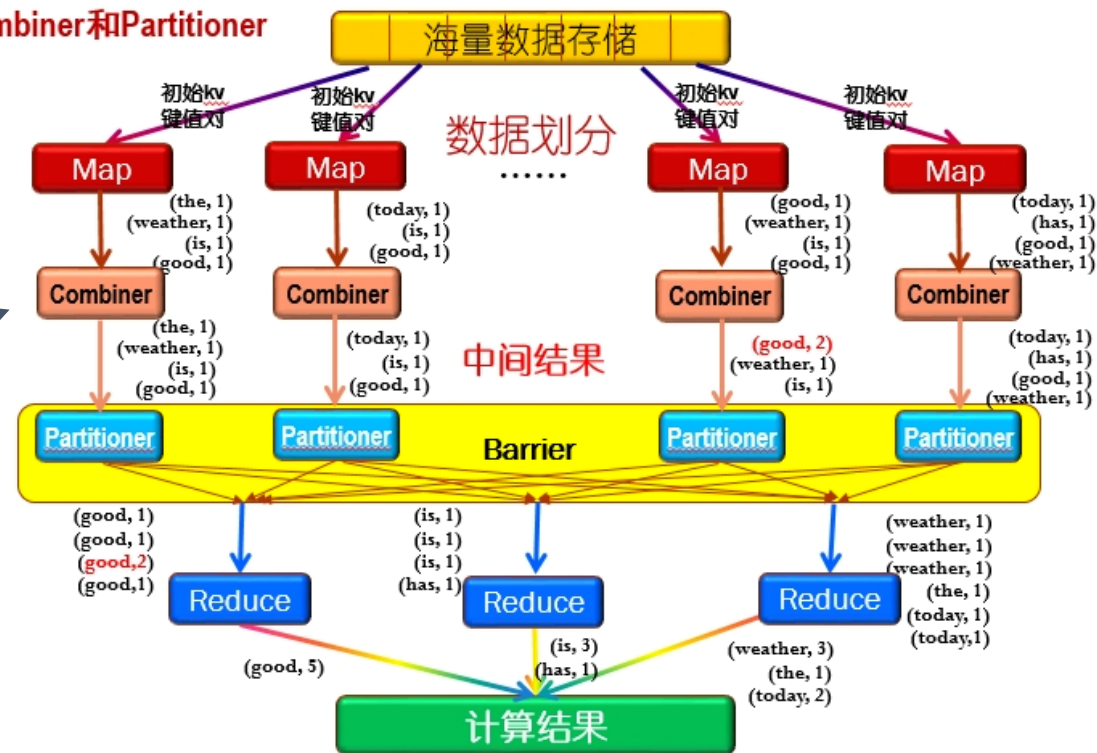 mbiner和Partitioner
海量数据存储
初始kv
键值对
初始kv
键值对
初始kv
键值对
初始kv
键值对
数据划分
······
Map
Map
Map
Map
(the, 1)
(weather, 1)
(is, 1)
(good, 1)
(today, 1)
(is, 1)
(good, 1)
(good, 1)
(weather, 1)
(is, 1)
(good, 1)
(today, 1)
(has, 1)
(good, 1)
(weather, 1)
Combiner
Combiner
Combiner
Combiner
(the, 1)
(weather, 1)
(is, 1)
(good, 1)
(today, 1)
(is, 1)
(good, 1)
中间结果
(good, 2)
(weather, 1)
(is, 1)
(today, 1)
(has, 1)
(good, 1)
(weather, 1)
Partitioner
Partitioner
Barrier
Partitioner
Partitioner
(good, 1)
(good, 1)
(good,2)
(good,1)
(is, 1)
(is, 1)
(is, 1)
(has, 1)
(weather, 1)
(weather, 1)
(weather, 1)
(the, 1)
(today, 1)
(today,1)
Reduce
Reduce
Reduce
(good, 5)
(is, 3)
(has, 1)
(weather, 3)
(the, 1)
(today, 2)
计算结果